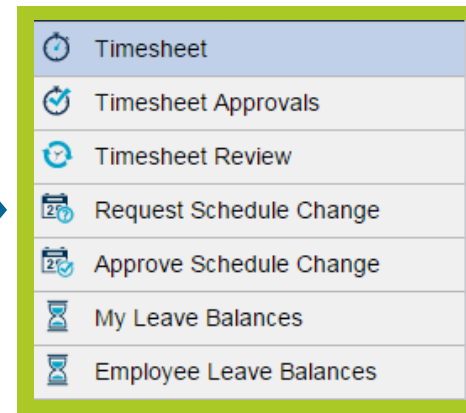 Timesheet
Timesheet Approvals
Timesheet Review
Request Schedule Change
Approve Schedule Change
My Leave Balances
Employee Leave Balances